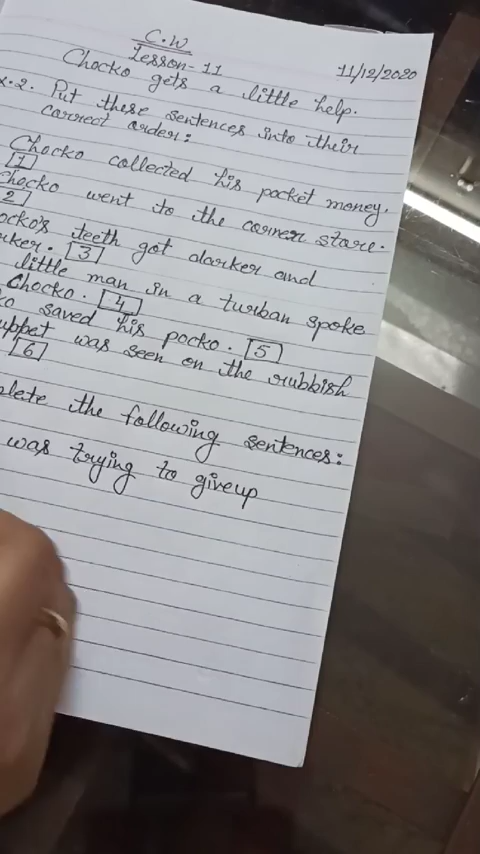 C.W
Lesson-11
11/12/2020
Chocko gets a little help.
x.2. Put these sentences into their
correct order:
Chocko collected his pocket money.
[1]
Chocko went to the corner store.
2
ocko's teeth got darker and
rker. [3]
little man in a turban spoke
Chocko. [4]
ko saved his pocko. [5]
uppet was seen on the rubbish
[6]
plete the following sentences:
was trying to giveup